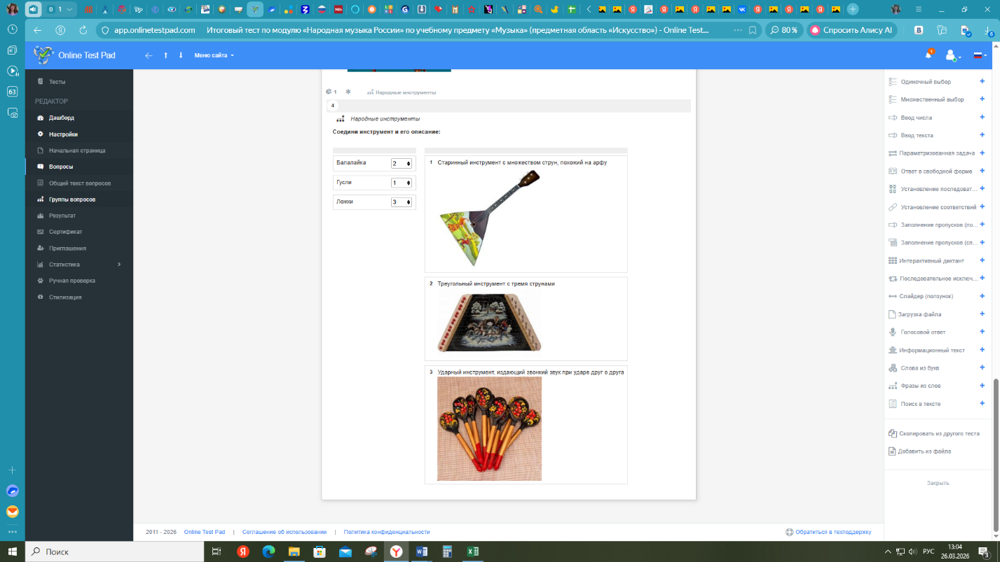 0 1
app.onlinetestpad.com Итоговый тест по модулю «Народная музыка России» по учебному предмету «Музыка» (предметная область «Искусство») - Online Test...
80 %
Спросить Алису AI
B
6
63
Online Test Pad
Меню сайта
1
Тесты
РЕДАКТОР
Дашборд
Настройки
Начальная страница
Вопросы
Общий текст вопросов
Группы вопросов
Результат
Сертификат
Приглашения
Статистика
Ручная проверка
Стилизация
1 Народные инструменты
4
Народные инструменты
Соедини инструмент и его описание:
Балалайка 2
Гусли 1
Ложки 3
1 Старинный инструмент с множеством струн, похожий на арфу
2 Треугольный инструмент с тремя струнами
3 Ударный инструмент, издающий звонкий звук при ударе друг о друга
Одиночный выбор
Множественный выбор
Ввод числа
Ввод текста
Параметризованная задача
Ответ в свободной форме
Установление последоват...
Установление соответствий
Заполнение пропусков (по...
Заполнение пропусков (сп...
Интерактивный диктант
Последовательное исключ...
Слайдер (ползунок)
Загрузка файла
Голосовой ответ
Информационный текст
Слова из букв
Фразы из слов
Поиск в тексте
Скопировать из другого теста
Добавить из файла
Закрыть
2011 - 2026 Online Test Pad | Соглашение об использовании | Политика конфиденциальности
Обратиться в техподдержку
Поиск
РУС
13:04
26.03.2026
3